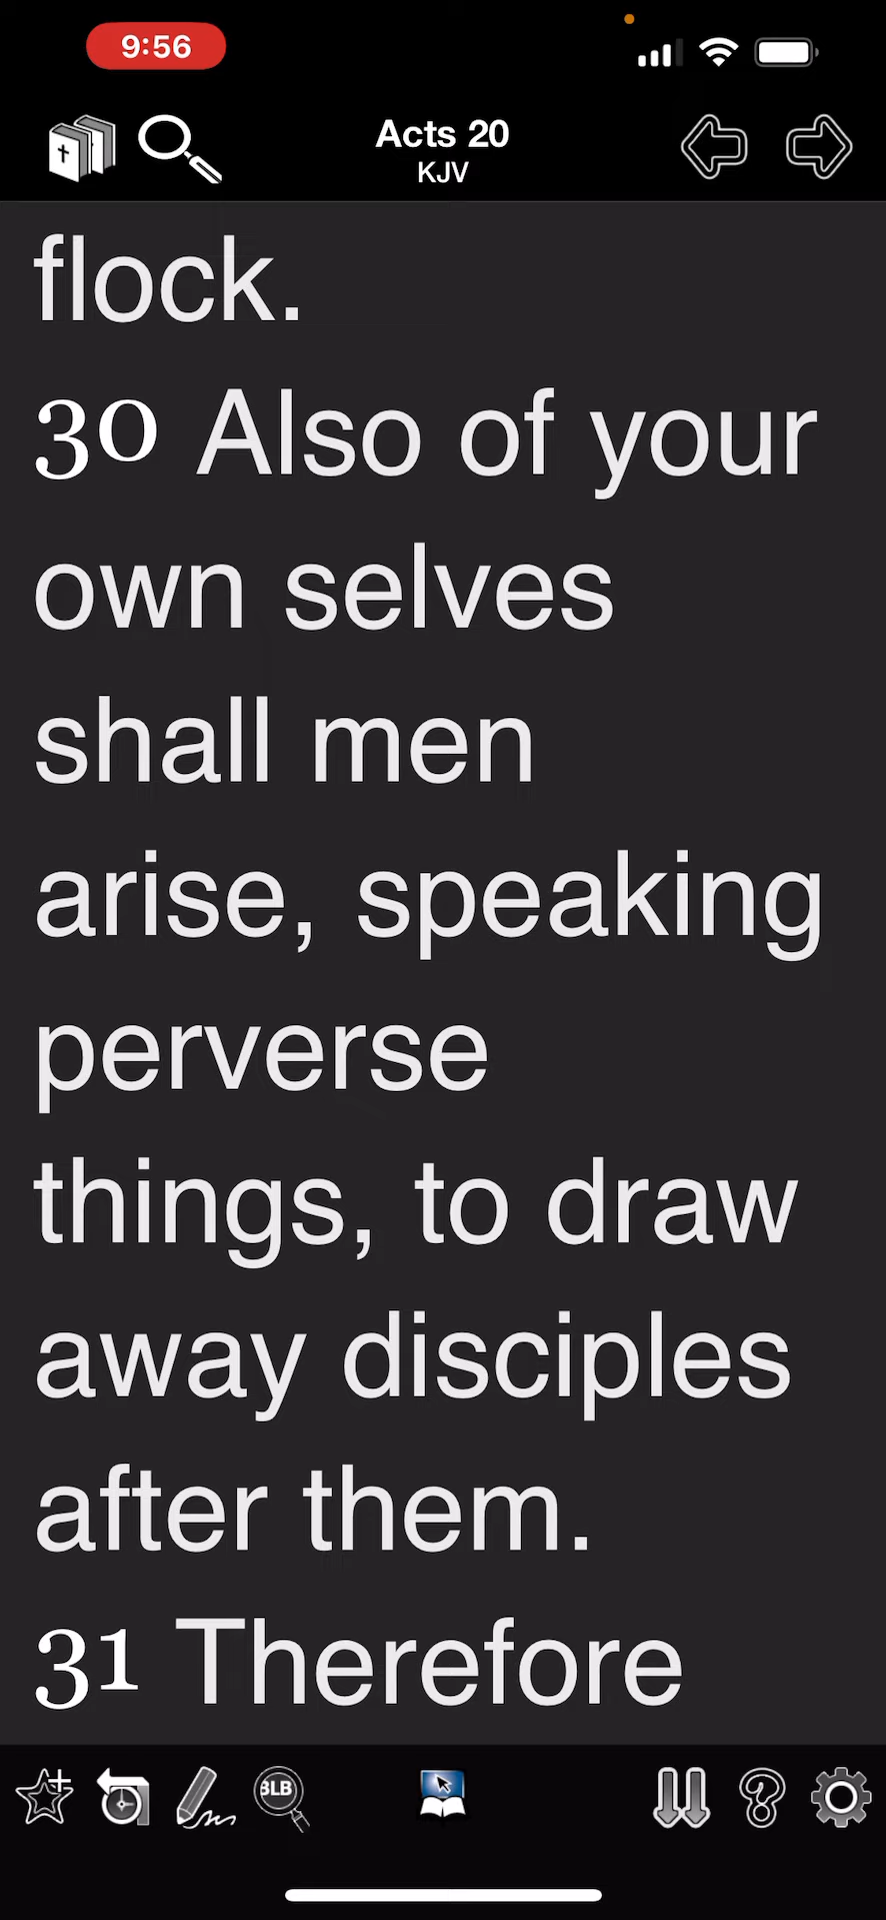 9:56
Acts 20
KJV
flock.
30 Also of your
own selves
shall men
arise, speaking
perverse
things, to draw
away disciples
after them.
31 Therefore
BLB